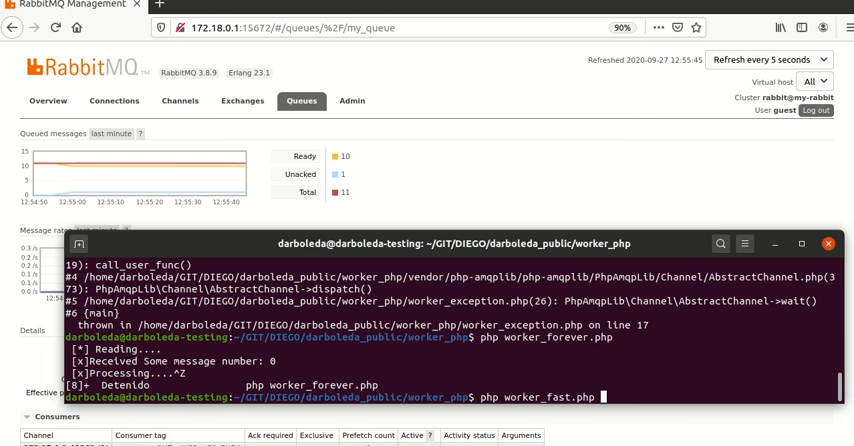 RabbitMQ Management
172.18.0.1:15672/#/queues/%2F/my_queue
90%
RabbitMQ TM RabbitMQ 3.8.9 Erlang 23.1
Refreshed 2020-09-27 12:55:45 Refresh every 5 seconds
Virtual host All
Cluster rabbit@my-rabbit
User guest Log out
Overview Connections Channels Exchanges Queues Admin
Queued messages last minute ?
15
10
5
0
12:54:50 12:55:00 12:55:10 12:55:20 12:55:30 12:55:40
Ready 10
Unacked 1
Total 11
Message rates last minute ?
0.3 /s
0.2 /s
0.2 /s
0.1 /s
0.1 /s
0.0 /s
12:54
Details
Effective p
darboleda@darboleda-testing: ~/GIT/DIEGO/darboleda_public/worker_php
19): call_user_func()
#4 /home/darboleda/GIT/DIEGO/darboleda_public/worker_php/vendor/php-amqplib/php-amqplib/PhpAmqpLib/Channel/AbstractChannel.php(3
73): PhpAmqpLib\Channel\AbstractChannel->dispatch()
#5 /home/darboleda/GIT/DIEGO/darboleda_public/worker_php/worker_exception.php(26): PhpAmqpLib\Channel\AbstractChannel->wait()
#6 {main}
thrown in /home/darboleda/GIT/DIEGO/darboleda_public/worker_php/worker_exception.php on line 17
darboleda@darboleda-testing:~/GIT/DIEGO/darboleda_public/worker_php$ php worker_forever.php
[*] Reading....
[x]Received Some message number: 0
[x]Processing....^Z
[8]+ Detenido php worker_forever.php
darboleda@darboleda-testing:~/GIT/DIEGO/darboleda_public/worker_php$ php worker_fast.php
Consumers
Channel Consumer tag Ack required Exclusive Prefetch count Active ? Activity status Arguments